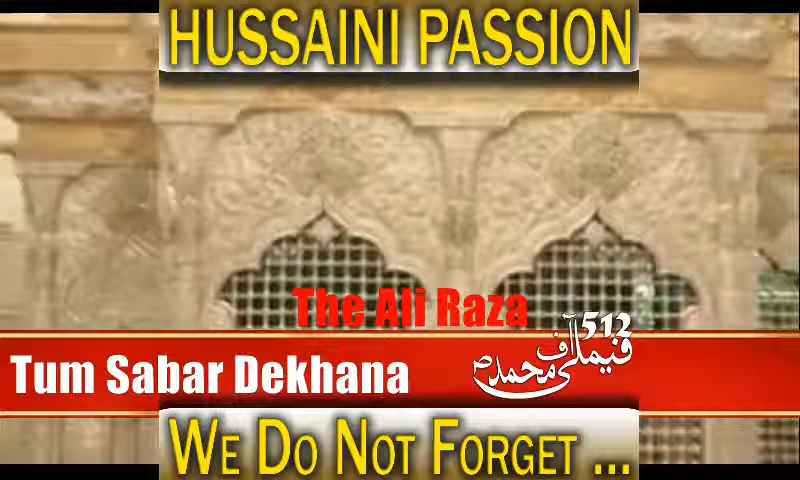 HUSSAINI PASSION
The Ali Raza
Tum Sabar Dekhana
512
فیملی آف محمدؐ
WE DO NOT FORGET ...